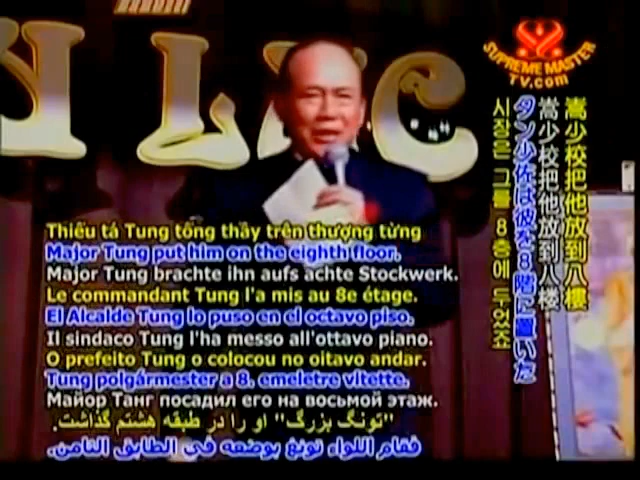 SUPREME MASTER
TV.com
N LẠC
Thiếu tá Tung tống thầy trên thượng từng
Major Tung put him on the eighth floor.
Major Tung brachte ihn aufs achte Stockwerk.
Le commandant Tung l'a mis au 8e étage.
El Alcalde Tung lo puso en el octavo piso.
Il sindaco Tung l'ha messo all'ottavo piano.
O prefeito Tung o colocou no oitavo andar.
Tung polgármester a 8. emeletre vitette.
Майор Танг посадил его на восьмой этаж.
"تونگ بزرگ" او را در طبقه هشتم گذاشت.
فقام اللواء تونغ بوضعه في الطابق الثامن.
嵩少校把他放到八樓
嵩少校把他放到八楼
タン少佐は彼を8階に置いた
시장은 그를 8층에 두었죠